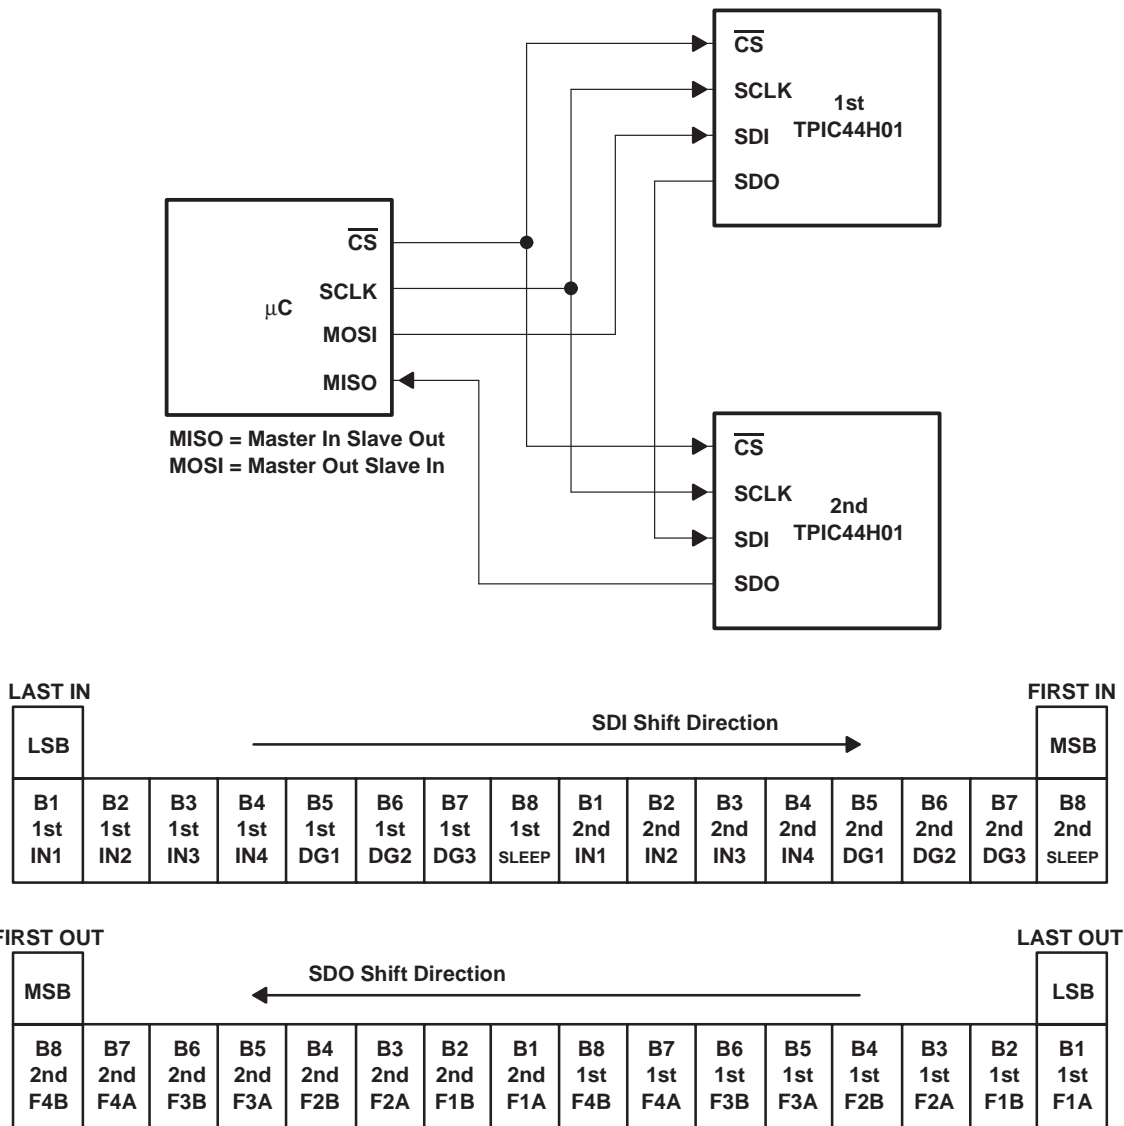 CS
SCLK
1st
TPIC44H01
SDI
SDO
CS
SCLK
μC
MOSI
MISO
MISO = Master In Slave Out
MOSI = Master Out Slave In
CS
SCLK
2nd
TPIC44H01
SDI
SDO
LAST IN
FIRST IN
SDI Shift Direction
LSB
MSB
B1 B2 B3 B4 B5 B6 B7 B8 B1 B2 B3 B4 B5 B6 B7 B8
1st 1st 1st 1st 1st 1st 1st 1st 2nd 2nd 2nd 2nd 2nd 2nd 2nd 2nd
IN1 IN2 IN3 IN4 DG1 DG2 DG3 SLEEP IN1 IN2 IN3 IN4 DG1 DG2 DG3 SLEEP
FIRST OUT
LAST OUT
SDO Shift Direction
MSB
LSB
B8 B7 B6 B5 B4 B3 B2 B1 B8 B7 B6 B5 B4 B3 B2 B1
2nd 2nd 2nd 2nd 2nd 2nd 2nd 2nd 1st 1st 1st 1st 1st 1st 1st 1st
F4B F4A F3B F3A F2B F2A F1B F1A F4B F4A F3B F3A F2B F2A F1B F1A